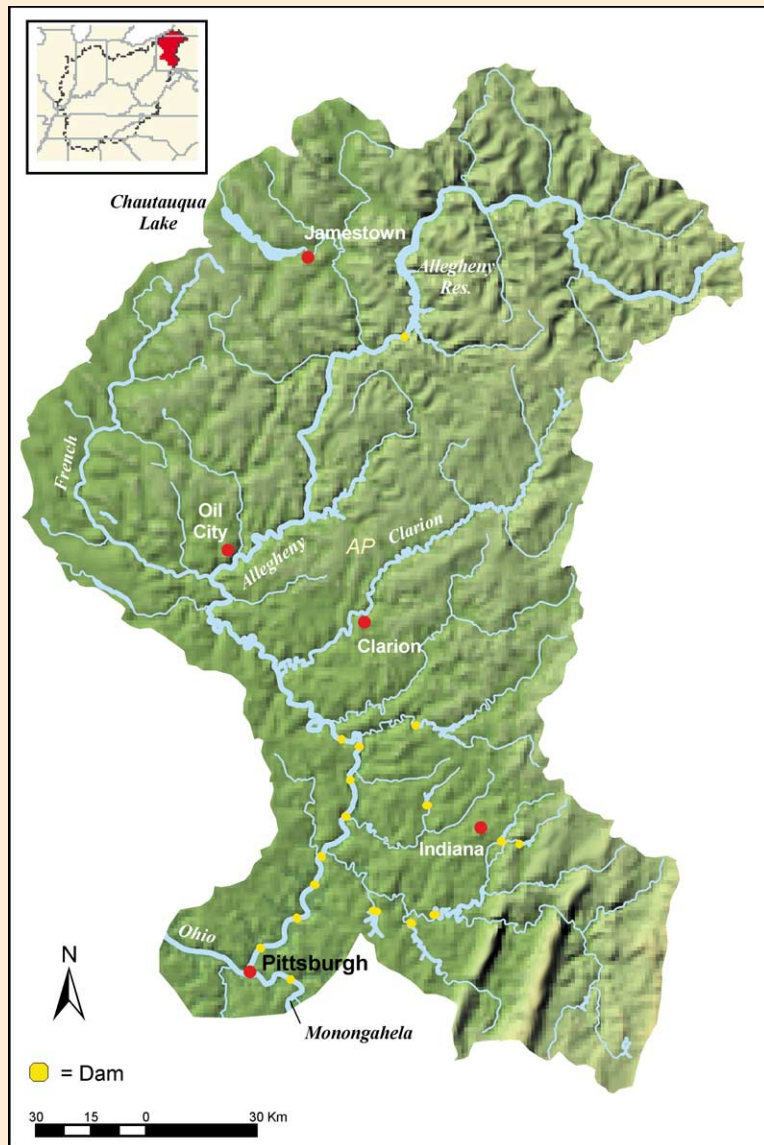 Chautauqua
Lake
Jamestown
Allegheny
Res.
French
Oil
City
Allegheny
AP
Clarion
Clarion
Indiana
Ohio
N
Pittsburgh
Monongahela
= Dam
30 15 0 30 Km